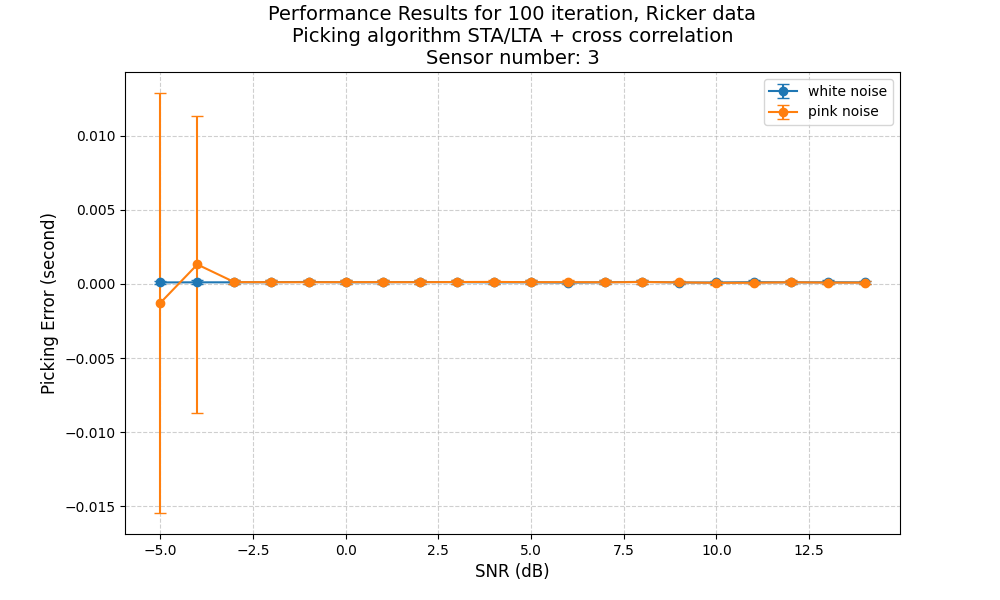 Performance Results for 100 iteration, Ricker data
Picking algorithm STA/LTA + cross correlation
Sensor number: 3
white noise
pink noise
0.010
0.005
0.000
−0.005
−0.010
−0.015
Picking Error (second)
−5.0
−2.5
0.0
2.5
5.0
7.5
10.0
12.5
SNR (dB)